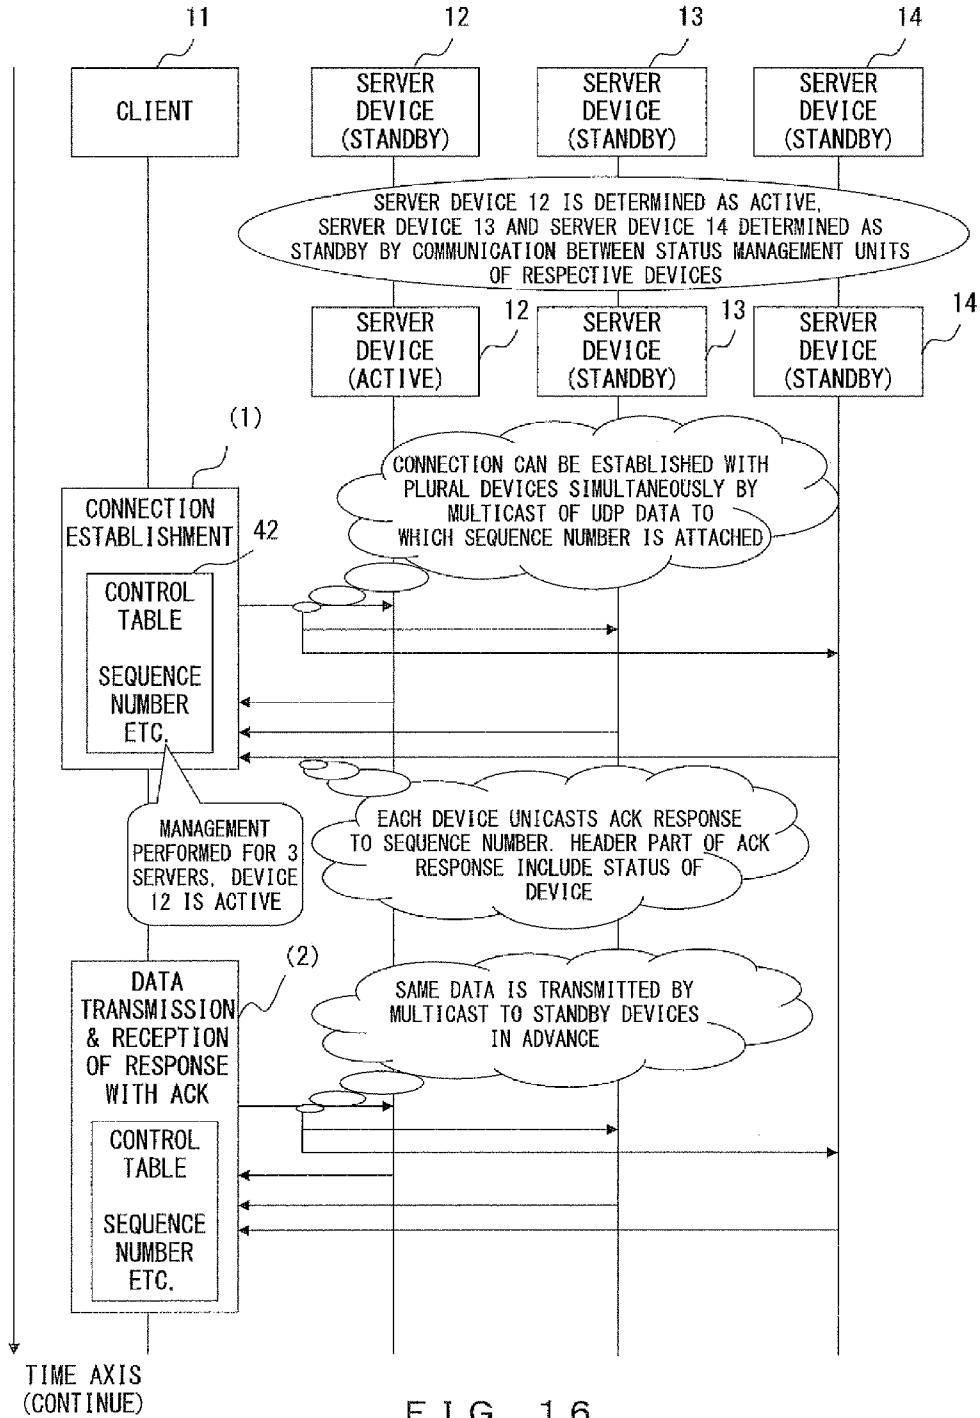 11
12
13
14
CLIENT
SERVER
DEVICE
(STANDBY)
SERVER
DEVICE
(STANDBY)
SERVER
DEVICE
(STANDBY)
SERVER DEVICE 12 IS DETERMINED AS ACTIVE,
SERVER DEVICE 13 AND SERVER DEVICE 14 DETERMINED AS
STANDBY BY COMMUNICATION BETWEEN STATUS MANAGEMENT UNITS
OF RESPECTIVE DEVICES
12
13
14
SERVER
DEVICE
(ACTIVE)
SERVER
DEVICE
(STANDBY)
SERVER
DEVICE
(STANDBY)
(1)
CONNECTION CAN BE ESTABLISHED WITH
PLURAL DEVICES SIMULTANEOUSLY BY
MULTICAST OF UDP DATA TO
WHICH SEQUENCE NUMBER IS ATTACHED
CONNECTION
ESTABLISHMENT
42
CONTROL
TABLE
SEQUENCE
NUMBER
ETC.
MANAGEMENT
PERFORMED FOR 3
SERVERS, DEVICE
12 IS ACTIVE
EACH DEVICE UNICASTS ACK RESPONSE
TO SEQUENCE NUMBER. HEADER PART OF ACK
RESPONSE INCLUDE STATUS OF
DEVICE
(2)
DATA
TRANSMISSION
& RECEPTION
OF RESPONSE
WITH ACK
SAME DATA IS TRANSMITTED BY
MULTICAST TO STANDBY DEVICES
IN ADVANCE
CONTROL
TABLE
SEQUENCE
NUMBER
ETC.
TIME AXIS
(CONTINUE)
FIG. 16